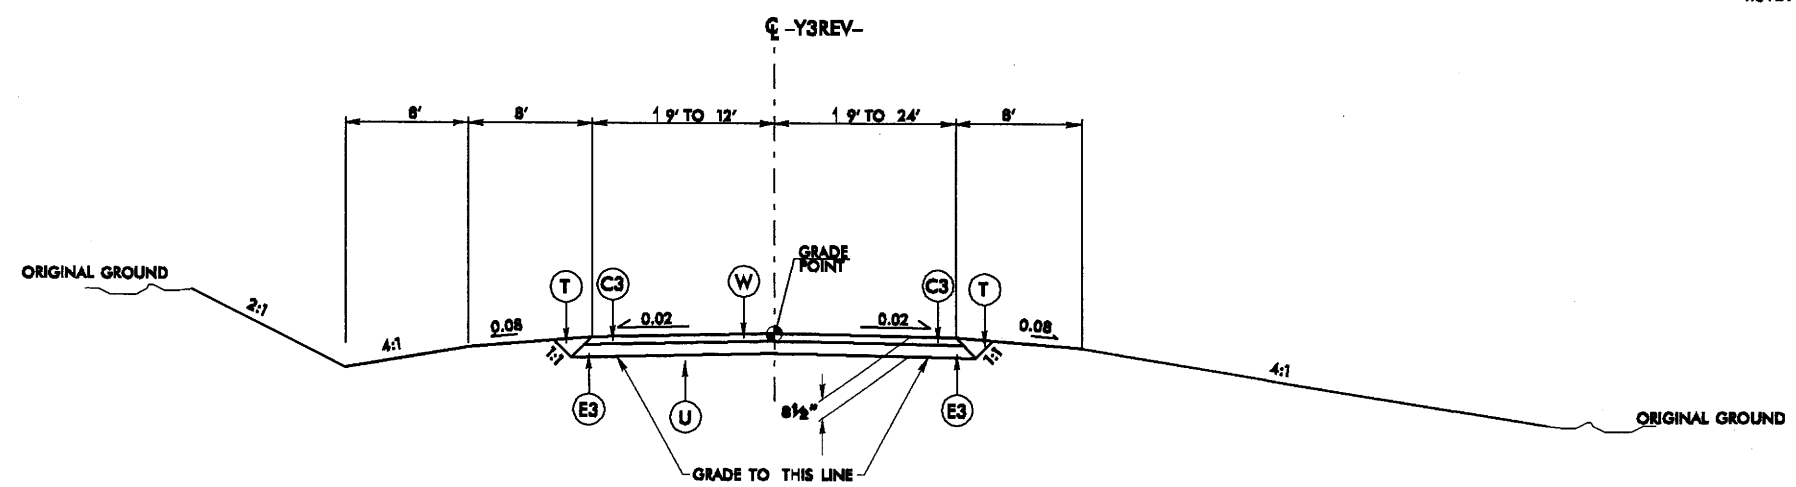 ℄ -Y3REV-
6' 8' 9' TO 12' 9' TO 24' 8'
GRADE
POINT
ORIGINAL GROUND
T C3 W C3 T
2:1 4:1 0.08 0.02 0.02 0.08
1:1 1:1
4:1
E3 U 8½" E3
ORIGINAL GROUND
GRADE TO THIS LINE